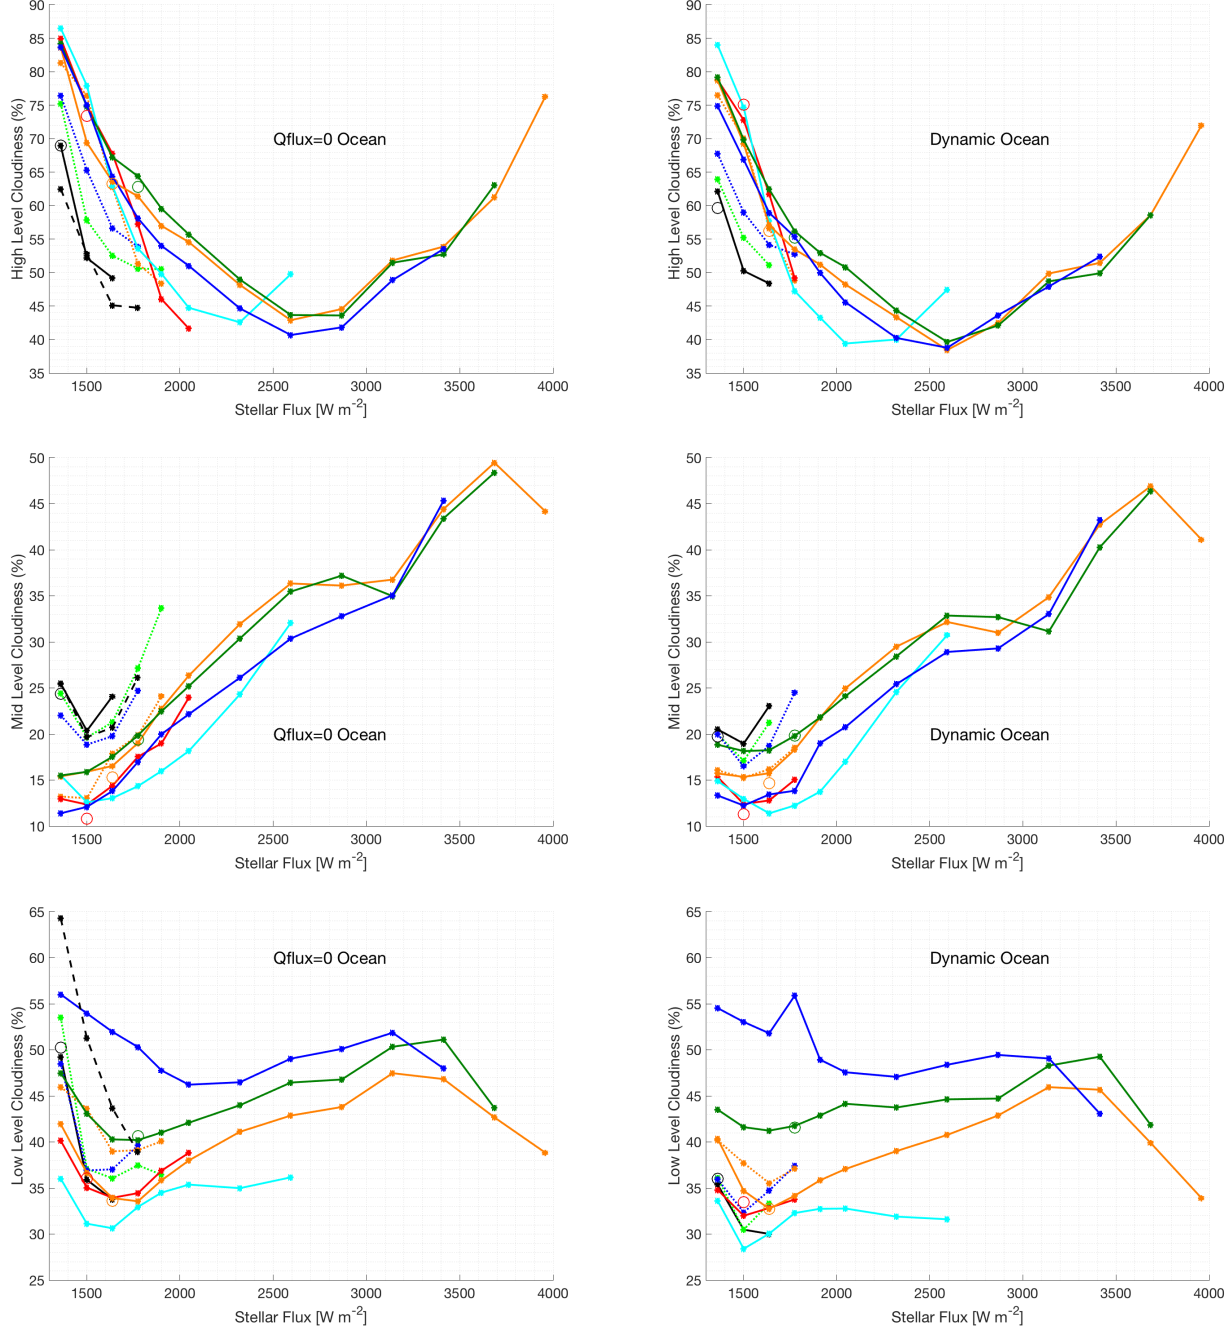 90
85
80
75
70
65
60
55
50
45
40
35
High Level Cloudiness (%)
Qflux=0 Ocean
1500 2000 2500 3000 3500 4000
Stellar Flux [W m-2]
90
85
80
75
70
65
60
55
50
45
40
35
High Level Cloudiness (%)
Dynamic Ocean
1500 2000 2500 3000 3500 4000
Stellar Flux [W m-2]
50
45
40
35
30
25
20
15
10
Mid Level Cloudiness (%)
Qflux=0 Ocean
1500 2000 2500 3000 3500 4000
Stellar Flux [W m-2]
50
45
40
35
30
25
20
15
10
Mid Level Cloudiness (%)
Dynamic Ocean
1500 2000 2500 3000 3500 4000
Stellar Flux [W m-2]
65
60
55
50
45
40
35
30
25
Low Level Cloudiness (%)
Qflux=0 Ocean
1500 2000 2500 3000 3500 4000
Stellar Flux [W m-2]
65
60
55
50
45
40
35
30
25
Low Level Cloudiness (%)
Dynamic Ocean
1500 2000 2500 3000 3500 4000
Stellar Flux [W m-2]